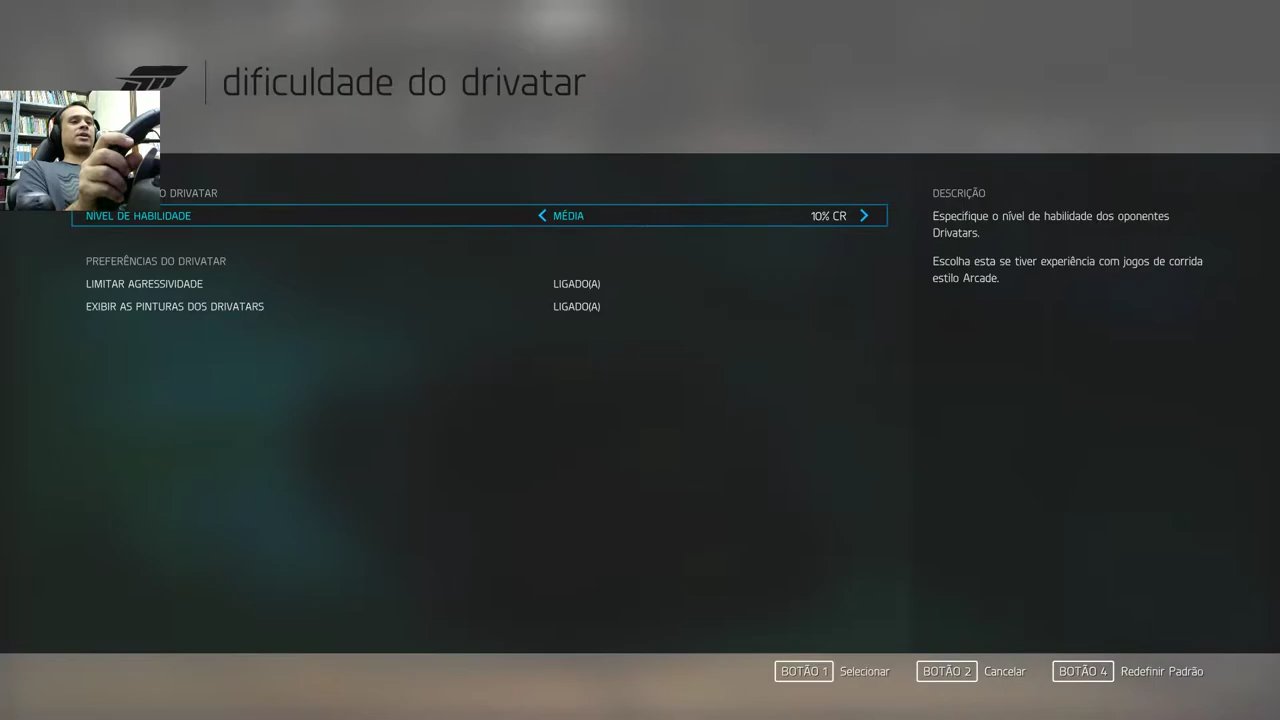 dificuldade do drivatar
O DRIVATAR
NÍVEL DE HABILIDADE MÉDIA 10% CR
PREFERÊNCIAS DO DRIVATAR
LIMITAR AGRESSIVIDADE LIGADO(A)
EXIBIR AS PINTURAS DOS DRIVATARS LIGADO(A)
DESCRIÇÃO
Especifique o nível de habilidade dos oponentes
Drivatars.
Escolha esta se tiver experiência com jogos de corrida
estilo Arcade.
BOTÃO 1 Selecionar BOTÃO 2 Cancelar BOTÃO 4 Redefinir Padrão